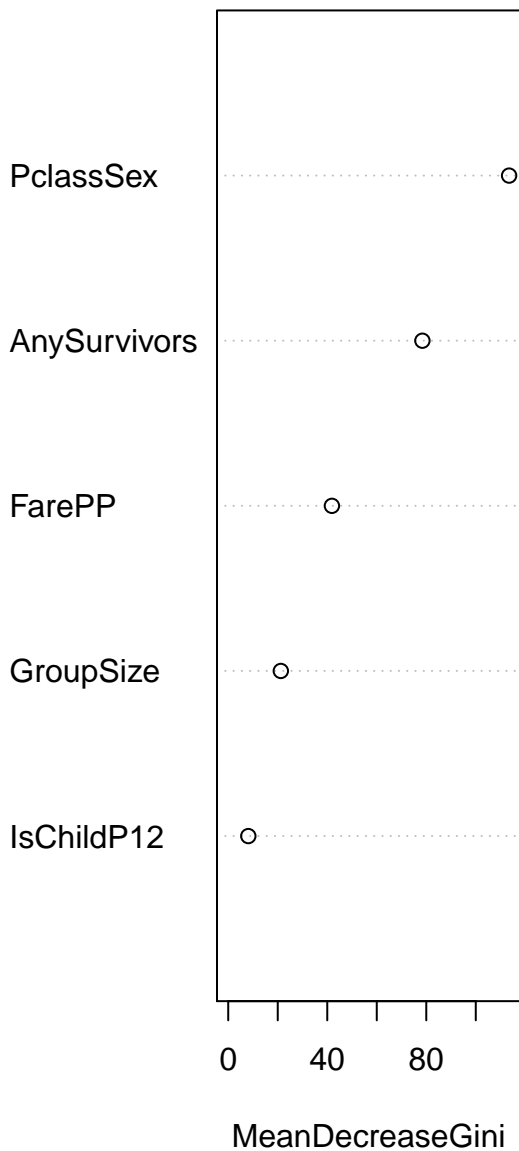 PclassSex
AnySurvivors
FarePP
GroupSize
IsChildP12
0 40 80
MeanDecreaseGini